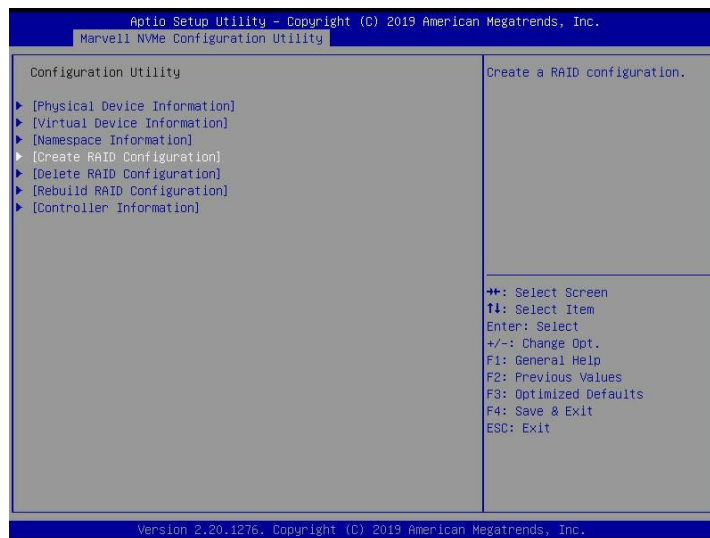 Aptio Setup Utility - Copyright (C) 2019 American Megatrends, Inc.
Marvell NVMe Configuration Utility
Configuration Utility
[Physical Device Information]
[Virtual Device Information]
[Namespace Information]
[Create RAID Configuration]
[Delete RAID Configuration]
[Rebuild RAID Configuration]
[Controller Information]
Create a RAID configuration.
→←: Select Screen
↑↓: Select Item
Enter: Select
+/-: Change Opt.
F1: General Help
F2: Previous Values
F3: Optimized Defaults
F4: Save & Exit
ESC: Exit
Version 2.20.1276. Copyright (C) 2019 American Megatrends, Inc.